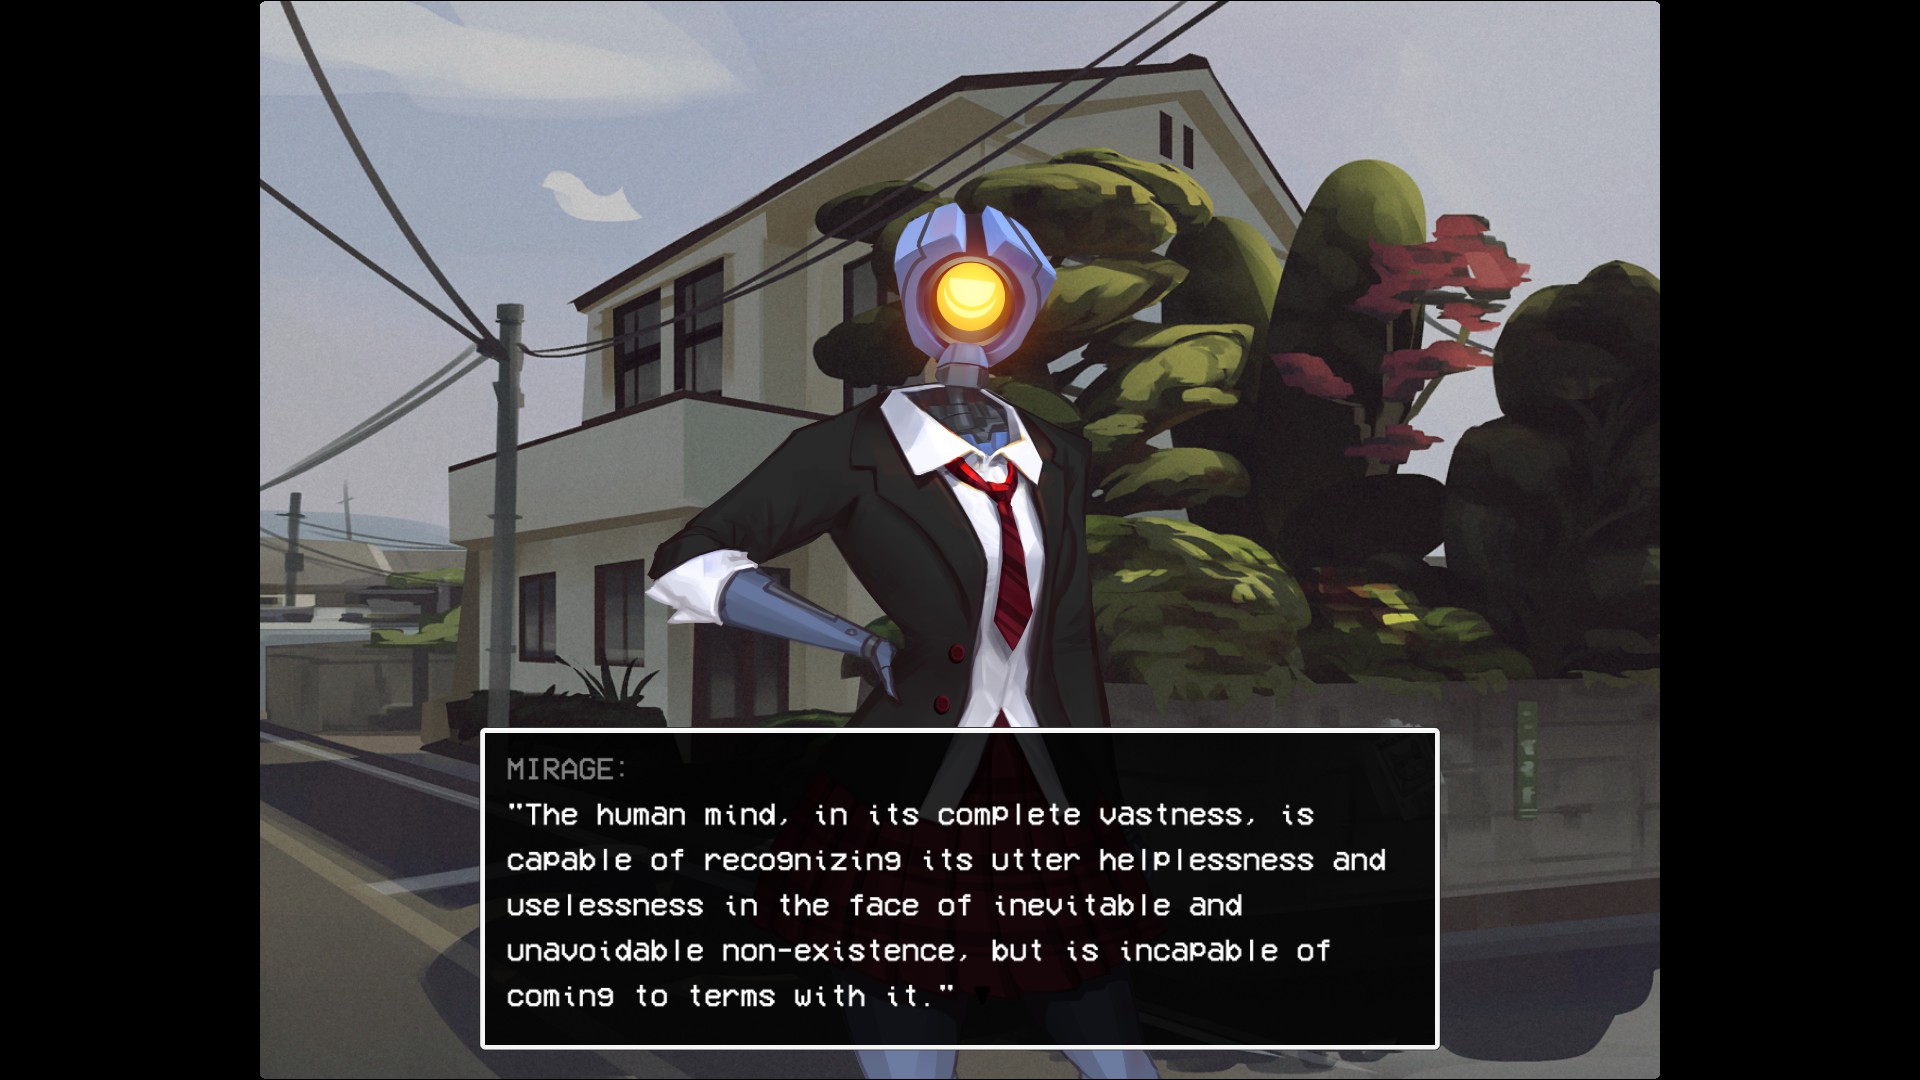 MIRAGE:
"The human mind, in its complete vastness, is
capable of recognizing its utter helplessness and
uselessness in the face of inevitable and
unavoidable non-existence, but is incapable of
coming to terms with it."